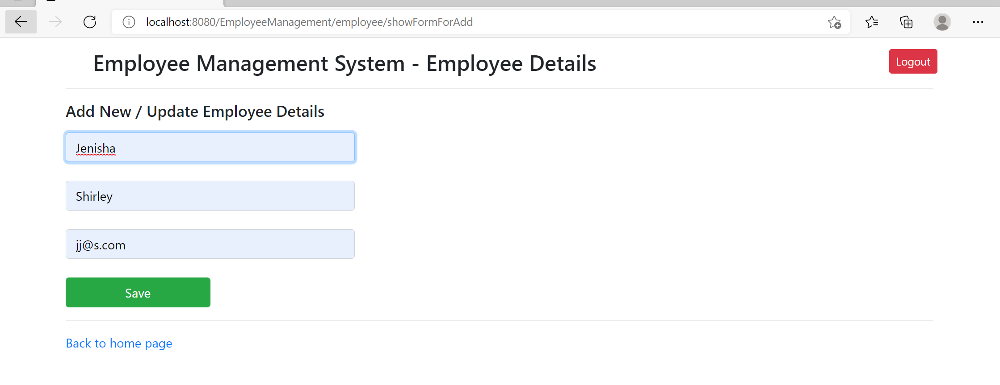 localhost:8080/EmployeeManagement/employee/showFormForAdd
Employee Management System - Employee Details
Logout
Add New / Update Employee Details
Jenisha
Shirley
jj@s.com
Save
Back to home page